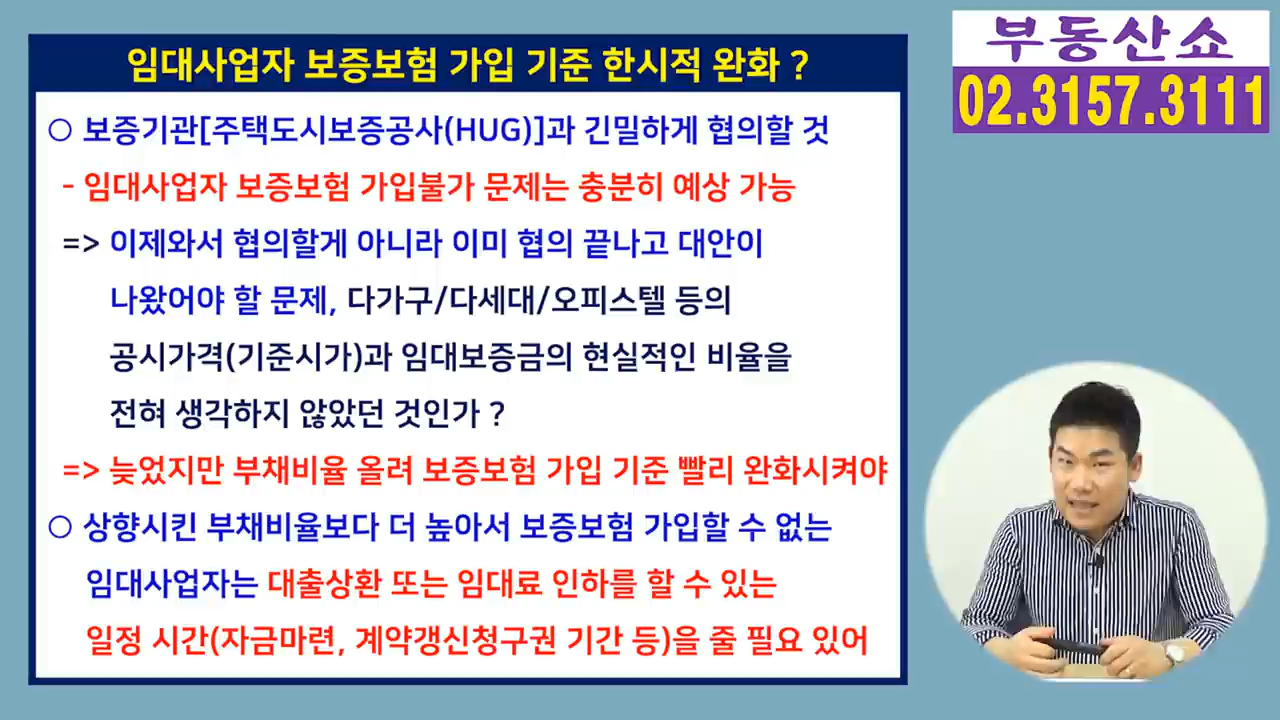 임대사업자 보증보험 가입 기준 한시적 완화 ?
부동산쇼
02.3157.3111
○ 보증기관[주택도시보증공사(HUG)]과 긴밀하게 협의할 것
- 임대사업자 보증보험 가입불가 문제는 충분히 예상 가능
=> 이제와서 협의할게 아니라 이미 협의 끝나고 대안이
나왔어야 할 문제, 다가구/다세대/오피스텔 등의
공시가격(기준시가)과 임대보증금의 현실적인 비율을
전혀 생각하지 않았던 것인가 ?
=> 늦었지만 부채비율 올려 보증보험 가입 기준 빨리 완화시켜야
○ 상향시킨 부채비율보다 더 높아서 보증보험 가입할 수 없는
임대사업자는 대출상환 또는 임대료 인하를 할 수 있는
일정 시간(자금마련, 계약갱신청구권 기간 등)을 줄 필요 있어